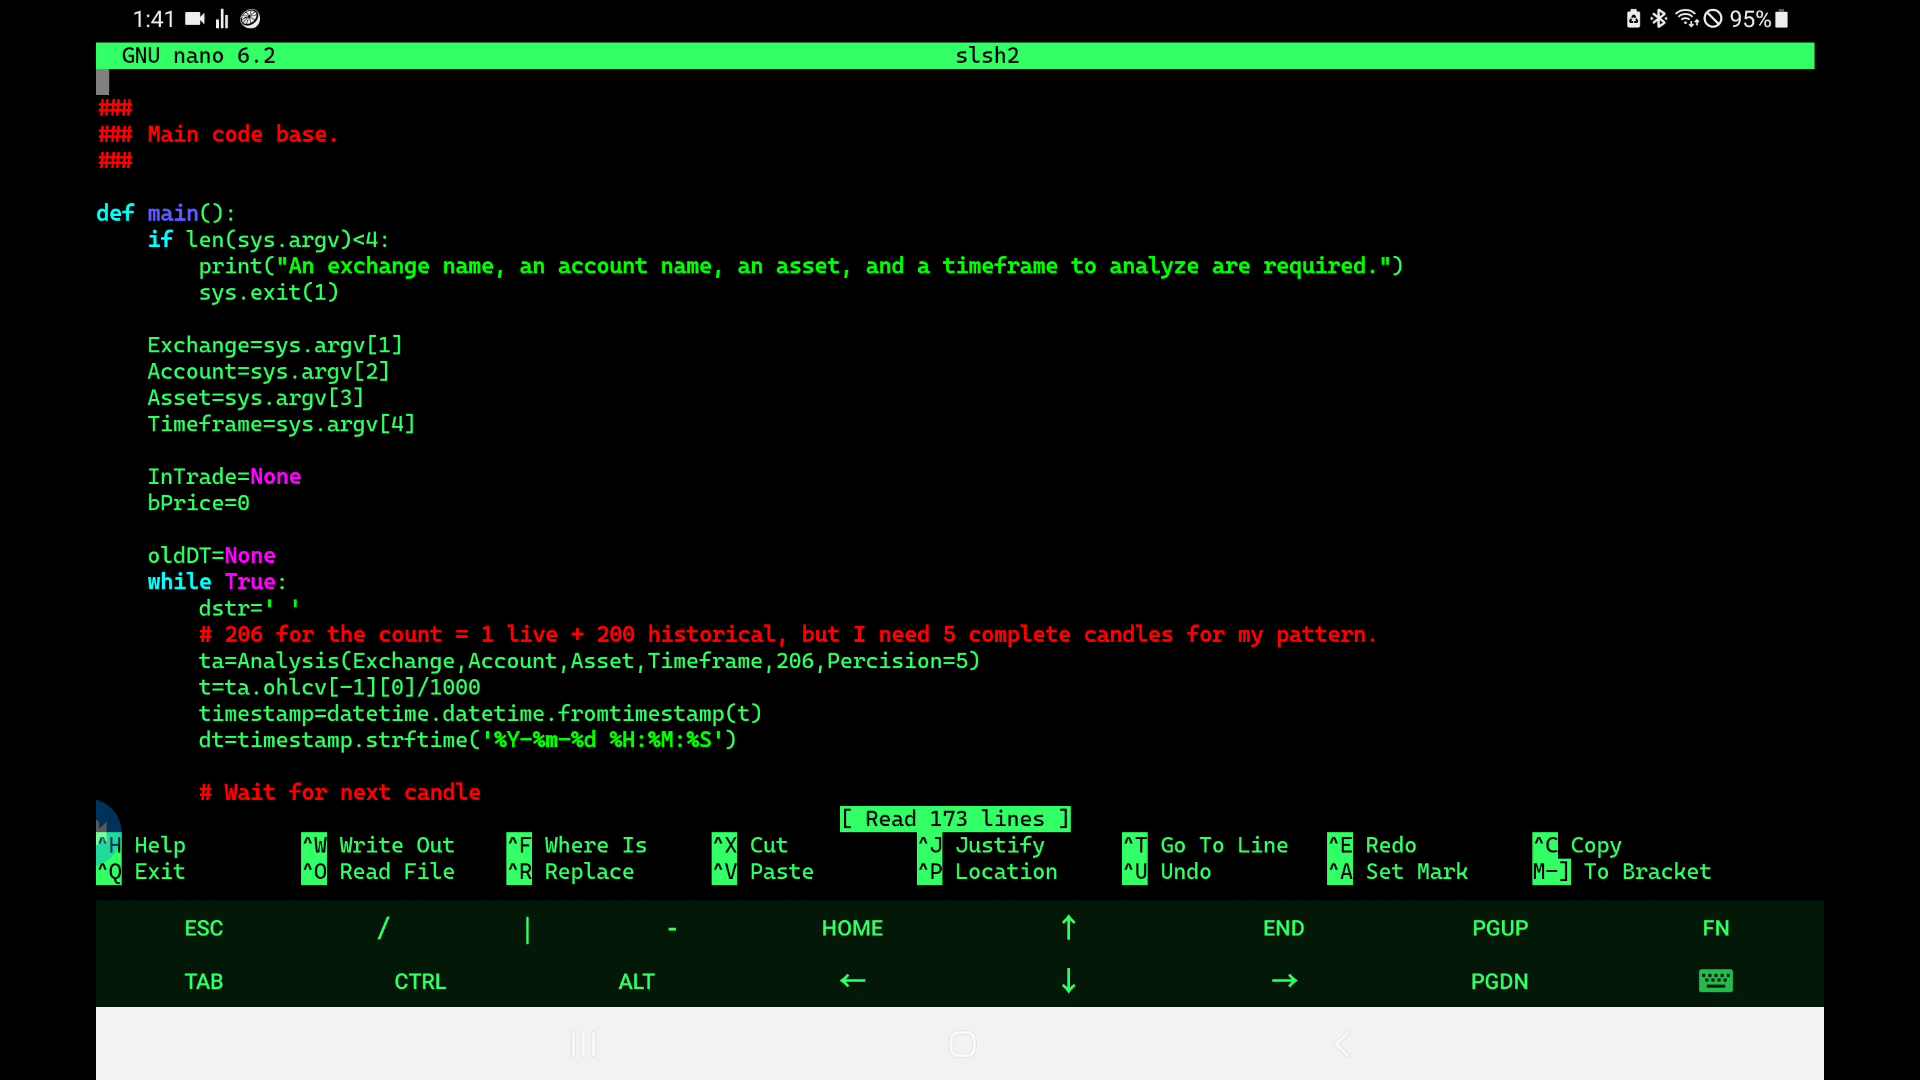 1:41 95%
GNU nano 6.2 slsh2
###
### Main code base.
###
def main():
if len(sys.argv)<4:
print("An exchange name, an account name, an asset, and a timeframe to analyze are required.")
sys.exit(1)
Exchange=sys.argv[1]
Account=sys.argv[2]
Asset=sys.argv[3]
Timeframe=sys.argv[4]
InTrade=None
bPrice=0
oldDT=None
while True:
dstr=' '
# 206 for the count = 1 live + 200 historical, but I need 5 complete candles for my pattern.
ta=Analysis(Exchange,Account,Asset,Timeframe,206,Percision=5)
t=ta.ohlcv[-1][0]/1000
timestamp=datetime.datetime.fromtimestamp(t)
dt=timestamp.strftime('%Y-%m-%d %H:%M:%S')
# Wait for next candle
[ Read 173 lines ]
^H Help ^W Write Out ^F Where Is ^X Cut ^J Justify ^T Go To Line ^E Redo ^C Copy
^Q Exit ^O Read File ^R Replace ^V Paste ^P Location ^U Undo ^A Set Mark M-] To Bracket
ESC / | - HOME ↑ END PGUP FN
TAB CTRL ALT ← ↓ → PGDN